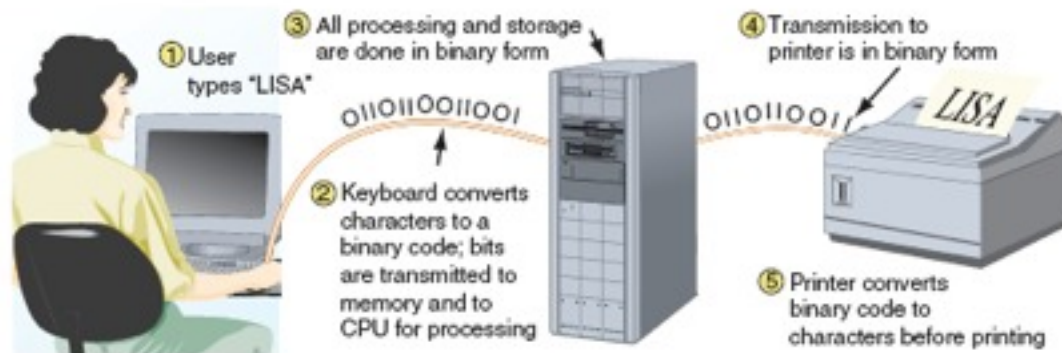 ① User
types "LISA"
0110110011001
② Keyboard converts
characters to a
binary code; bits
are transmitted to
memory and to
CPU for processing
③ All processing and storage
are done in binary form
④ Transmission to
printer is in binary form
0110110011
LISA
⑤ Printer converts
binary code to
characters before printing